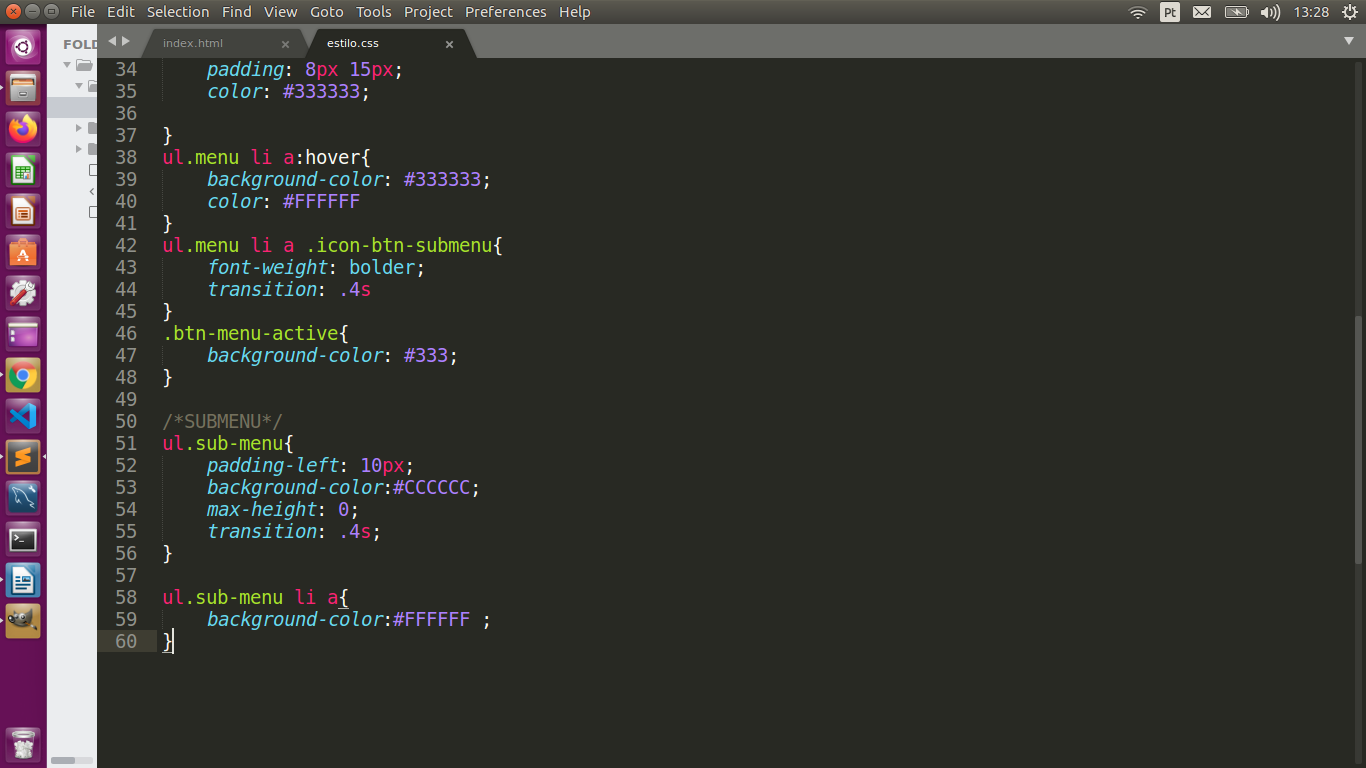 File Edit Selection Find View Goto Tools Project Preferences Help
Pt
13:28
FOLD
index.html ×
estilo.css ×
34 padding: 8px 15px;
35 color: #333333;
36
37 }
38 ul.menu li a:hover{
39 background-color: #333333;
40 color: #FFFFFF
41 }
42 ul.menu li a .icon-btn-submenu{
43 font-weight: bolder;
44 transition: .4s
45 }
46 .btn-menu-active{
47 background-color: #333;
48 }
49
50 /*SUBMENU*/
51 ul.sub-menu{
52 padding-left: 10px;
53 background-color:#CCCCCC;
54 max-height: 0;
55 transition: .4s;
56 }
57
58 ul.sub-menu li a{
59 background-color:#FFFFFF ;
60 }